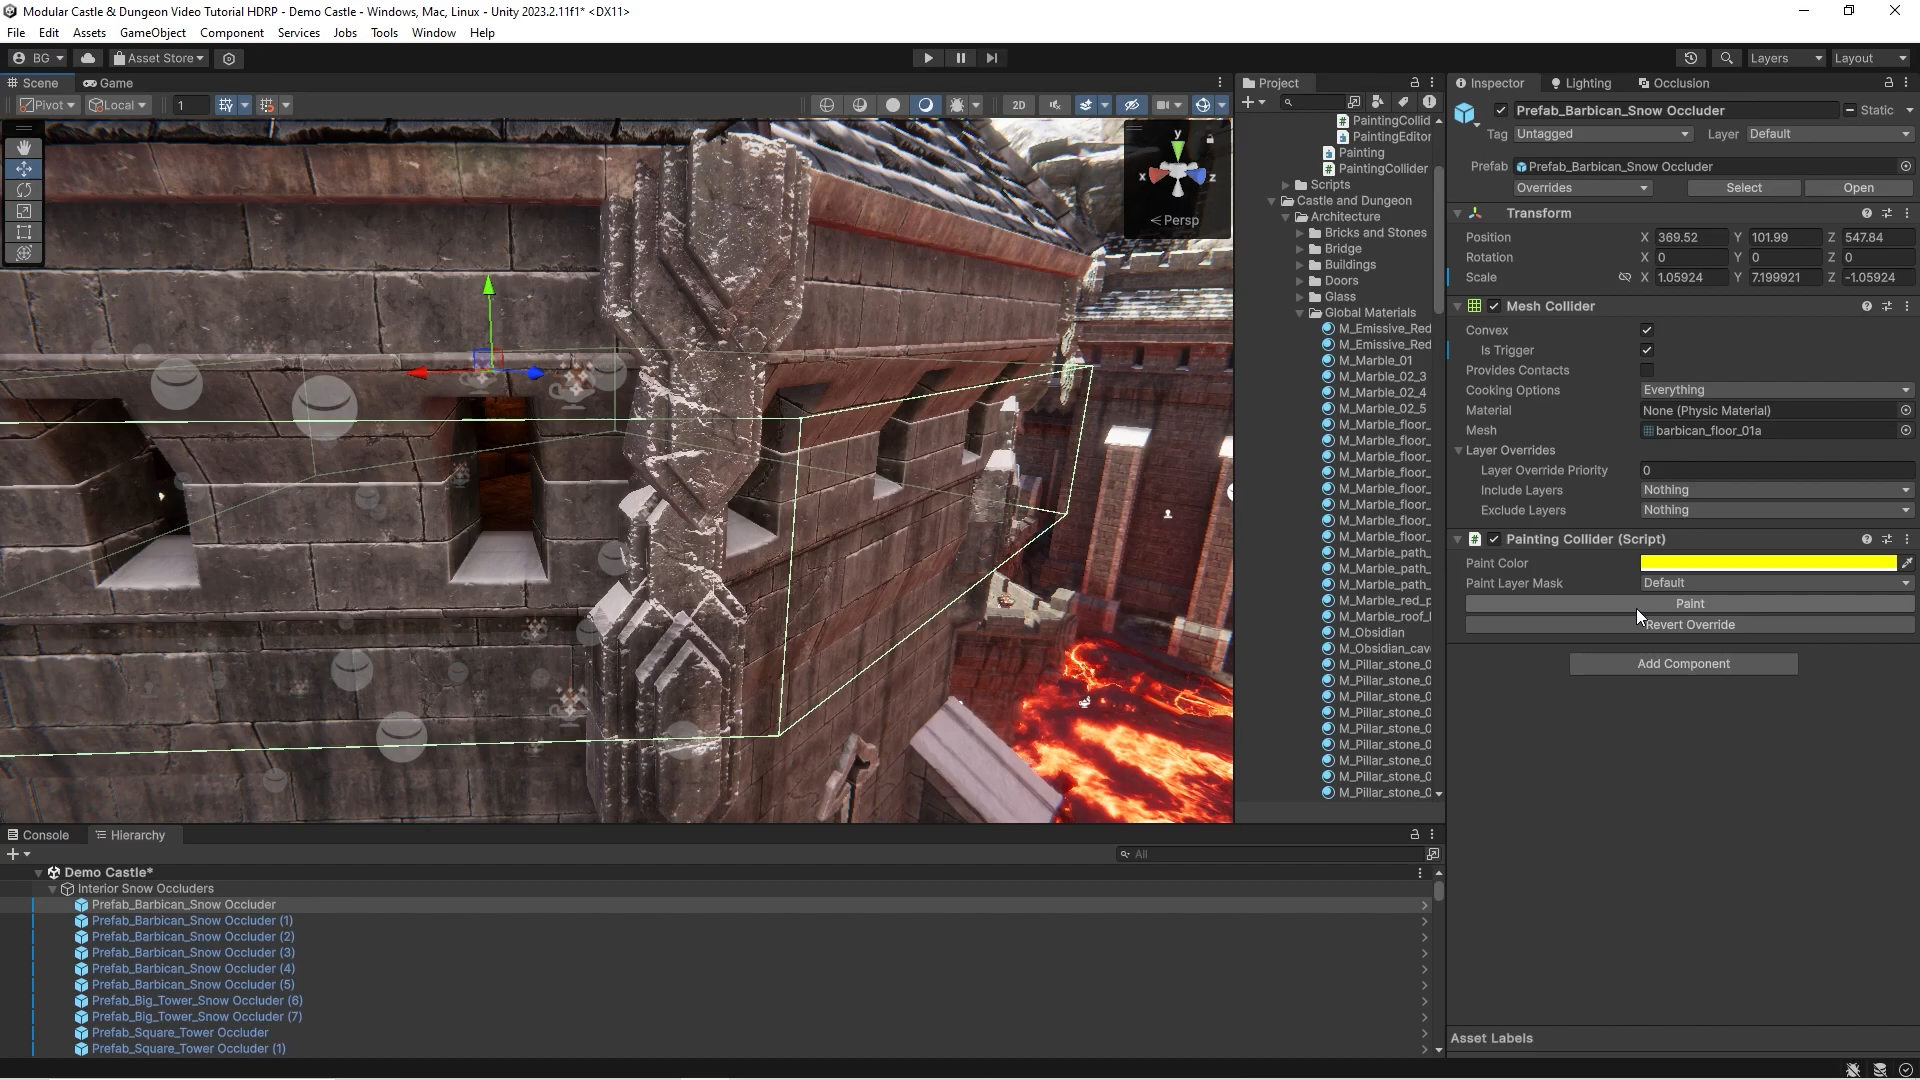 Modular Castle & Dungeon Video Tutorial HDRP - Demo Castle - Windows, Mac, Linux - Unity 2023.2.11f1* <DX11>
File Edit Assets GameObject Component Services Jobs Tools Window Help
BG Asset Store Layers Layout
Scene Game
Pivot Local 1 2D
y
x z
Persp
Project
PaintingCollid
PaintingEditor
Painting
PaintingCollider
Scripts
Castle and Dungeon
Architecture
Bricks and Stones
Bridge
Buildings
Doors
Glass
Global Materials
M_Emissive_Red
M_Emissive_Red
M_Marble_01
M_Marble_02_3
M_Marble_02_4
M_Marble_02_5
M_Marble_floor_
M_Marble_floor_
M_Marble_floor_
M_Marble_floor_
M_Marble_floor_
M_Marble_floor_
M_Marble_floor_
M_Marble_floor_
M_Marble_path_
M_Marble_path_
M_Marble_path_
M_Marble_red_p
M_Marble_roof_
M_Obsidian
M_Obsidian_cav
M_Pillar_stone_0
M_Pillar_stone_0
M_Pillar_stone_0
M_Pillar_stone_0
M_Pillar_stone_0
M_Pillar_stone_0
M_Pillar_stone_0
M_Pillar_stone_0
M_Pillar_stone_0
Inspector Lighting Occlusion
Prefab_Barbican_Snow Occluder Static
Tag Untagged Layer Default
Prefab Prefab_Barbican_Snow Occluder
Overrides Select Open
Transform
Position X 369.52 Y 101.99 Z 547.84
Rotation X 0 Y 0 Z 0
Scale X 1.05924 Y 7.199921 Z -1.05924
Mesh Collider
Convex
Is Trigger
Provides Contacts
Cooking Options Everything
Material None (Physic Material)
Mesh barbican_floor_01a
Layer Overrides
Layer Override Priority 0
Include Layers Nothing
Exclude Layers Nothing
Painting Collider (Script)
Paint Color
Paint Layer Mask Default
Paint
Revert Override
Add Component
Asset Labels
Console Hierarchy
All
Demo Castle*
Interior Snow Occluders
Prefab_Barbican_Snow Occluder
Prefab_Barbican_Snow Occluder (1)
Prefab_Barbican_Snow Occluder (2)
Prefab_Barbican_Snow Occluder (3)
Prefab_Barbican_Snow Occluder (4)
Prefab_Barbican_Snow Occluder (5)
Prefab_Big_Tower_Snow Occluder (6)
Prefab_Big_Tower_Snow Occluder (7)
Prefab_Square_Tower Occluder
Prefab_Square_Tower Occluder (1)